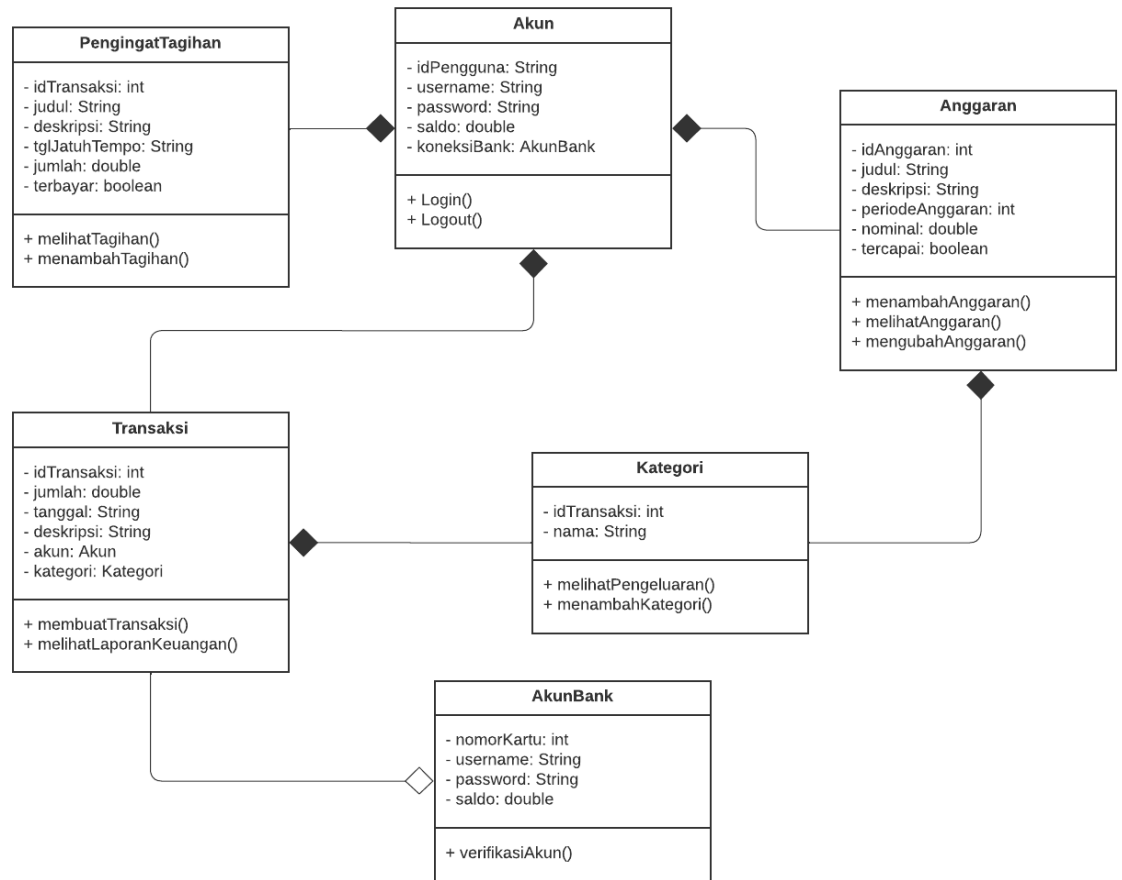 PengingatTagihan
- idTransaksi: int
- judul: String
- deskripsi: String
- tglJatuhTempo: String
- jumlah: double
- terbayar: boolean
+ melihatTagihan()
+ menambahTagihan()
Akun
- idPengguna: String
- username: String
- password: String
- saldo: double
- koneksiBank: AkunBank
+ Login()
+ Logout()
Anggaran
- idAnggaran: int
- judul: String
- deskripsi: String
- periodeAnggaran: int
- nominal: double
- tercapai: boolean
+ menambahAnggaran()
+ melihatAnggaran()
+ mengubahAnggaran()
Transaksi
- idTransaksi: int
- jumlah: double
- tanggal: String
- deskripsi: String
- akun: Akun
- kategori: Kategori
+ membuatTransaksi()
+ melihatLaporanKeuangan()
Kategori
- idTransaksi: int
- nama: String
+ melihatPengeluaran()
+ menambahKategori()
AkunBank
- nomorKartu: int
- username: String
- password: String
- saldo: double
+ verifikasiAkun()